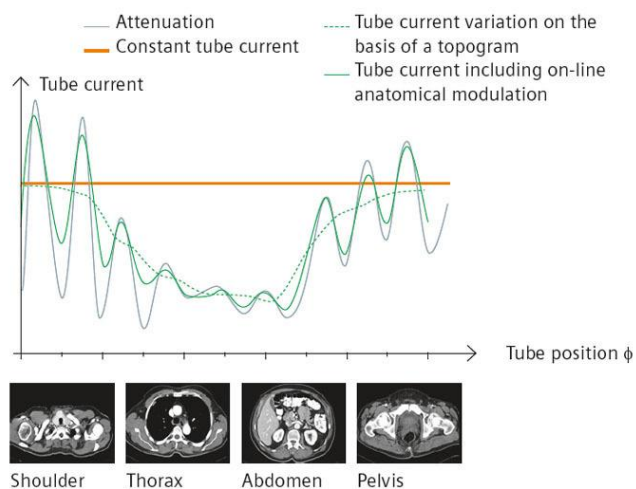 Attenuation
Constant tube current
Tube current variation on the
basis of a topogram
Tube current including on-line
anatomical modulation
Tube current
Tube position ϕ
Shoulder
Thorax
Abdomen
Pelvis